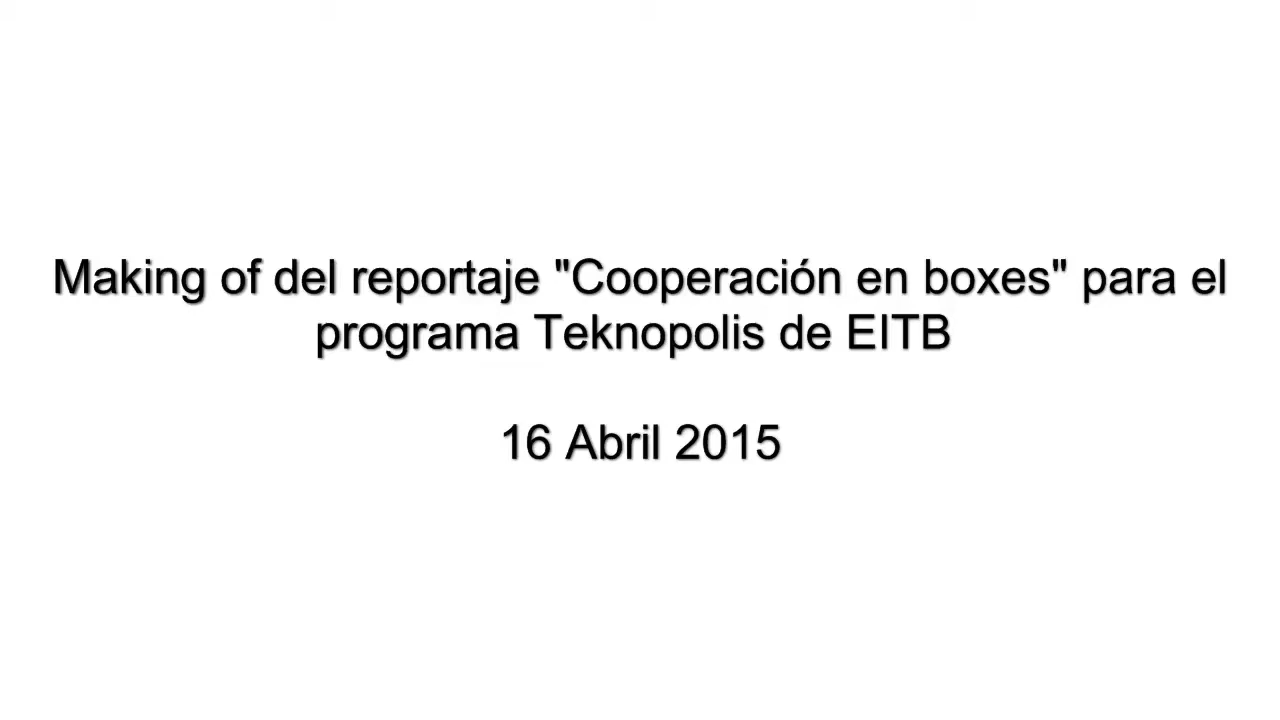 Making of del reportaje "Cooperación en boxes" para el
programa Teknopolis de EITB
16 Abril 2015